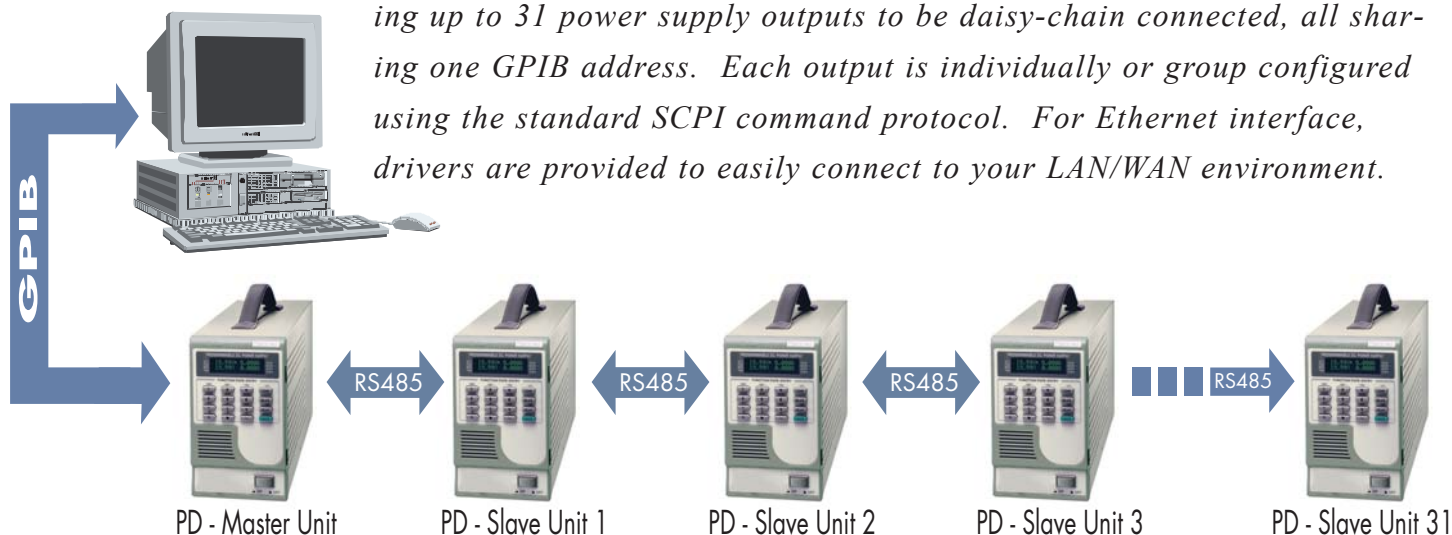 ing up to 31 power supply outputs to be daisy-chain connected, all shar-
ing one GPIB address. Each output is individually or group configured
using the standard SCPI command protocol. For Ethernet interface,
drivers are provided to easily connect to your LAN/WAN environment.
GPIB
RS485
RS485
RS485
RS485
PD - Master Unit
PD - Slave Unit 1
PD - Slave Unit 2
PD - Slave Unit 3
PD - Slave Unit 31